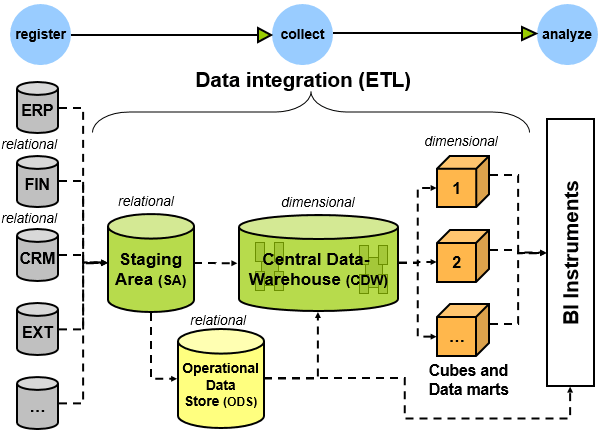 register
collect
analyze
Data integration (ETL)
ERP
relational
FIN
relational
CRM
EXT
...
relational
Staging
Area (SA)
dimensional
Central Data-
Warehouse (CDW)
relational
Operational
Data
Store (ODS)
dimensional
1
2
...
Cubes and
Data marts
BI Instruments